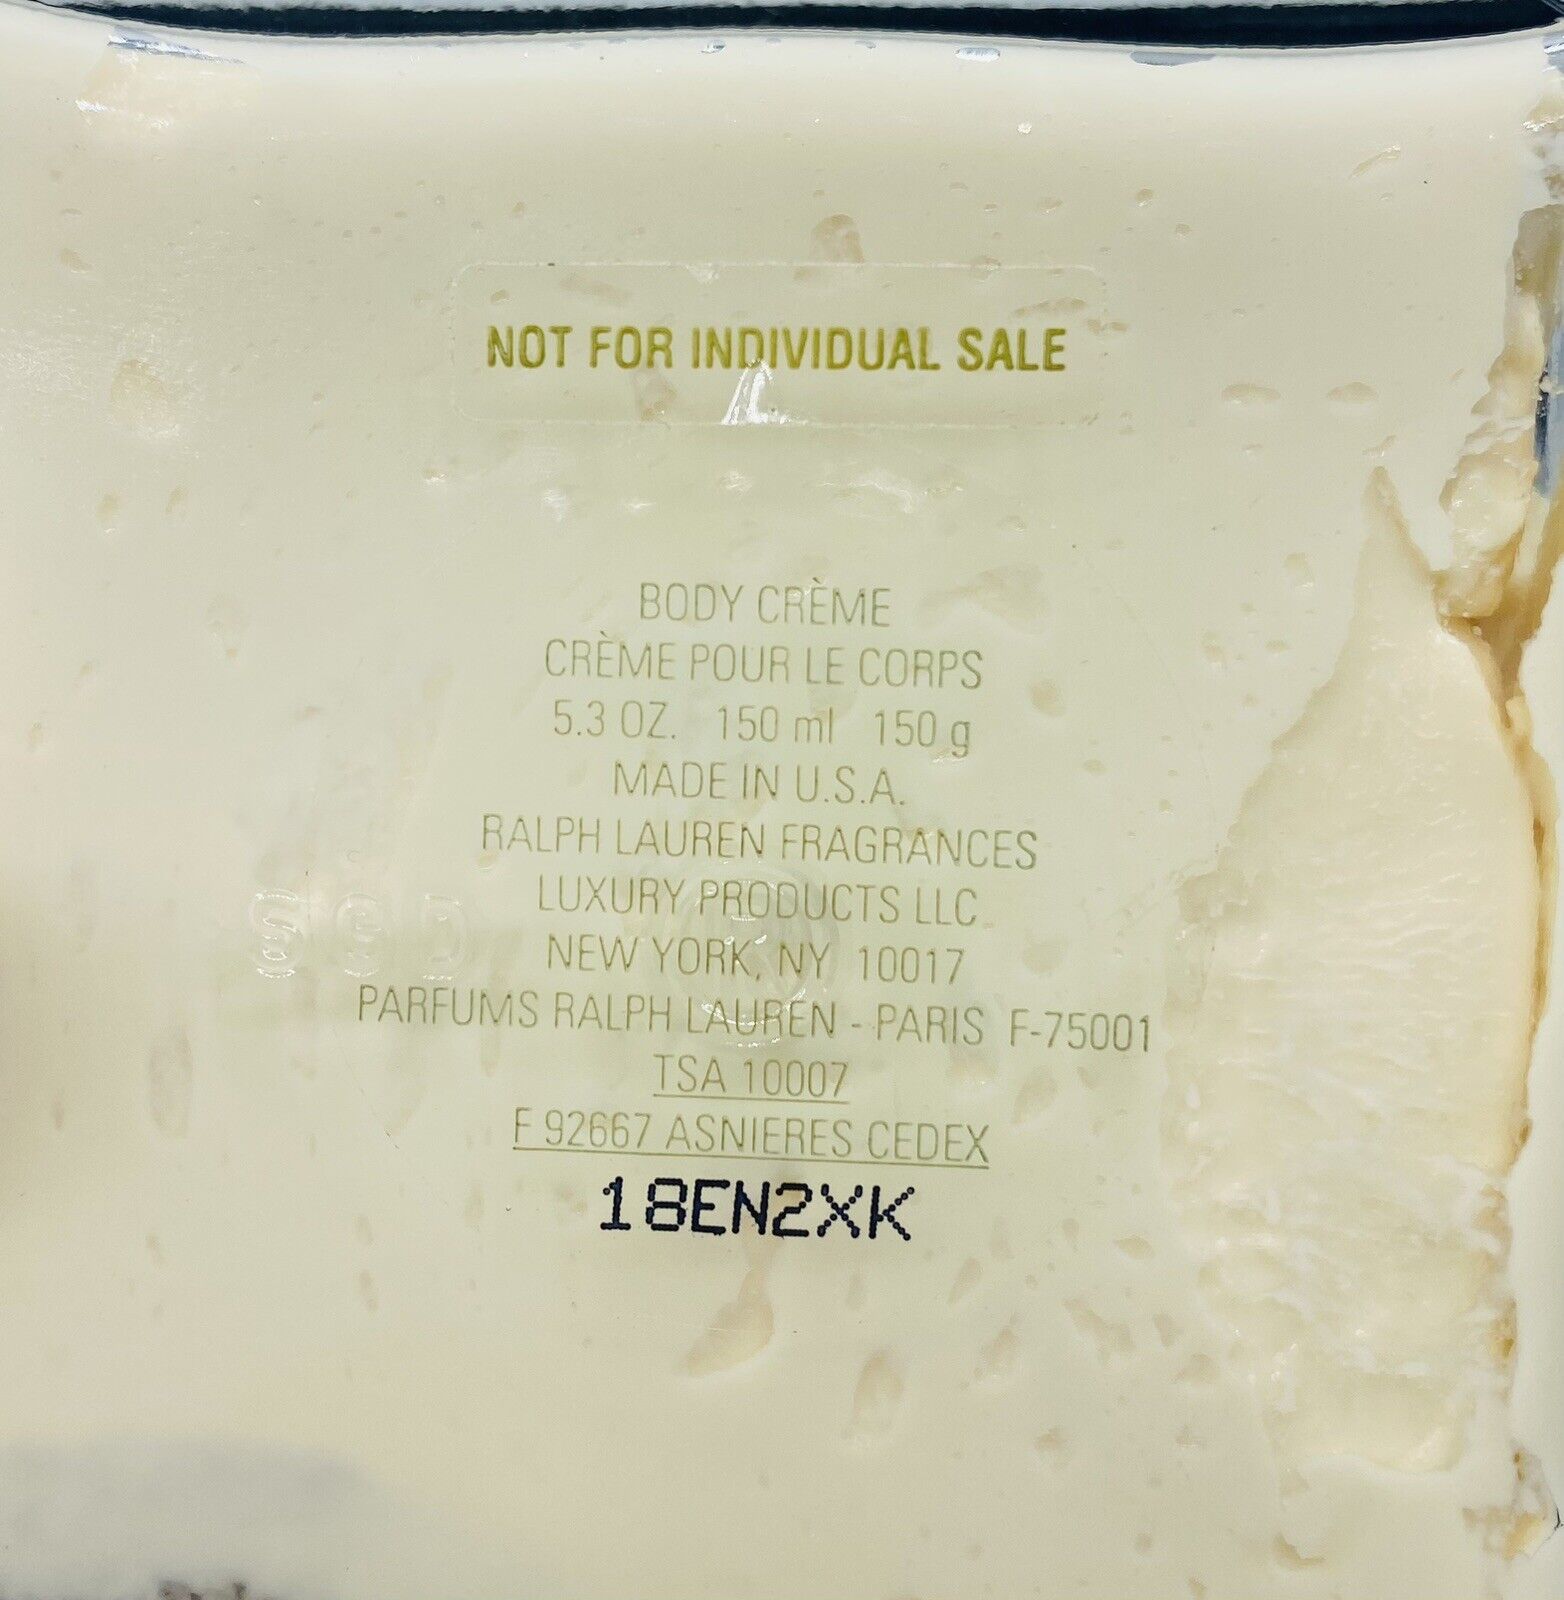 NOT FOR INDIVIDUAL SALE
BODY CRÈME
CRÈME POUR LE CORPS
5.3 OZ. 150 ml 150 g
MADE IN U.S.A.
RALPH LAUREN FRAGRANCES
LUXURY PRODUCTS LLC
NEW YORK, NY 10017
SGD
PARFUMS RALPH LAUREN - PARIS F-75001
TSA 10007
F 92667 ASNIERES CEDEX
18EN2XK